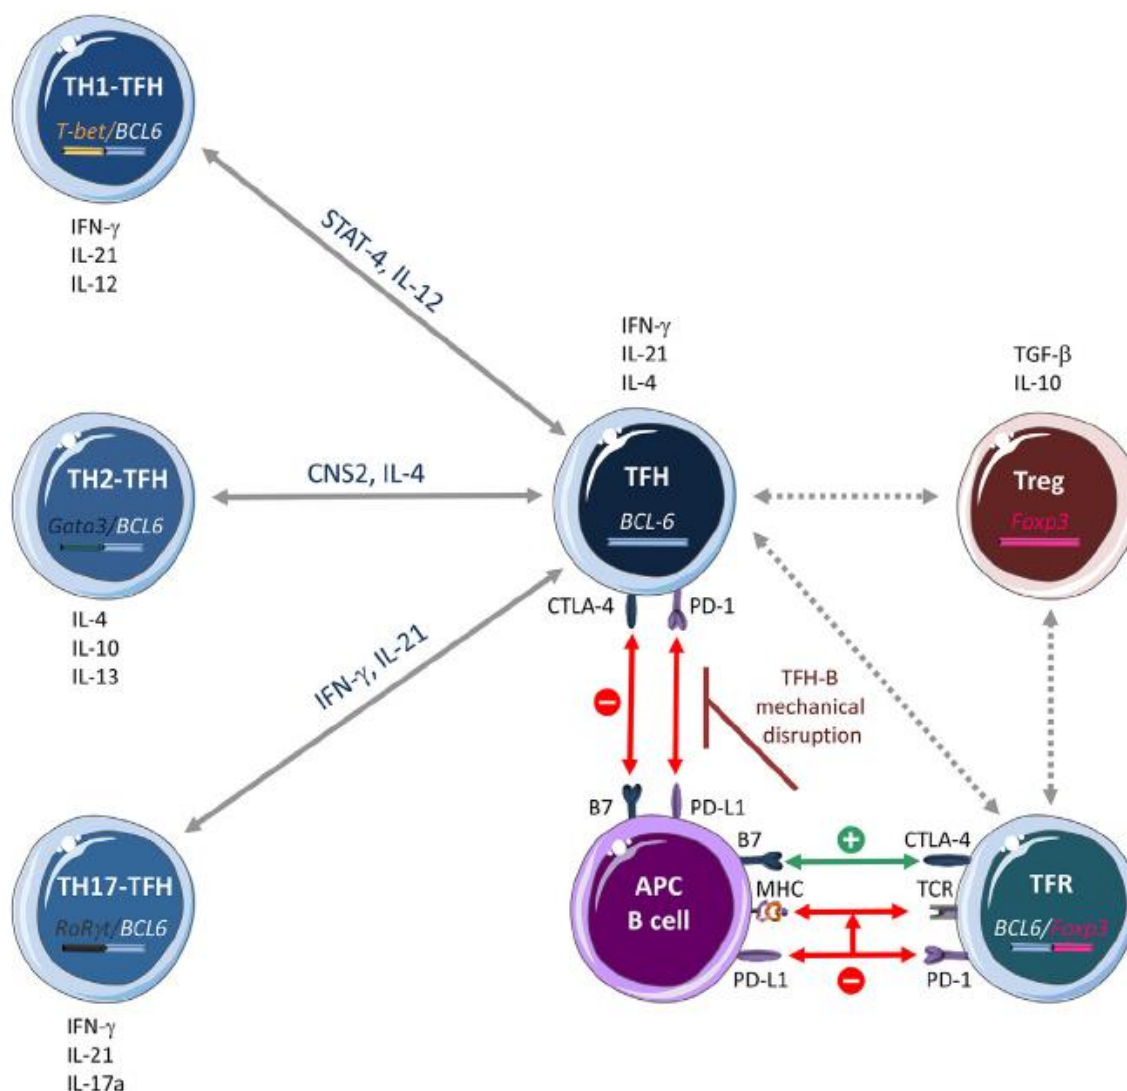 TH1-TFH
T-bet/BCL6
IFN-γ
IL-21
IL-12
STAT-4, IL-12
TH2-TFH
Gata3/BCL6
IL-4
IL-10
IL-13
CNS2, IL-4
TH17-TFH
RoRγt/BCL6
IFN-γ
IL-21
IL-17a
IFN-γ, IL-21
IFN-γ
IL-21
IL-4
TFH
BCL-6
TGF-β
IL-10
Treg
Foxp3
CTLA-4
PD-1
TFH-B
mechanical
disruption
B7
PD-L1
APC
B cell
B7
CTLA-4
MHC
TCR
PD-L1
PD-1
TFR
BCL6/Foxp3